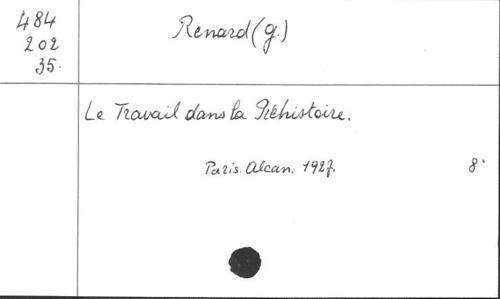 484
202
35.
Renard (G.)
Le Travail dans la Préhistoire.
Paris. Alcan. 1927. 8°